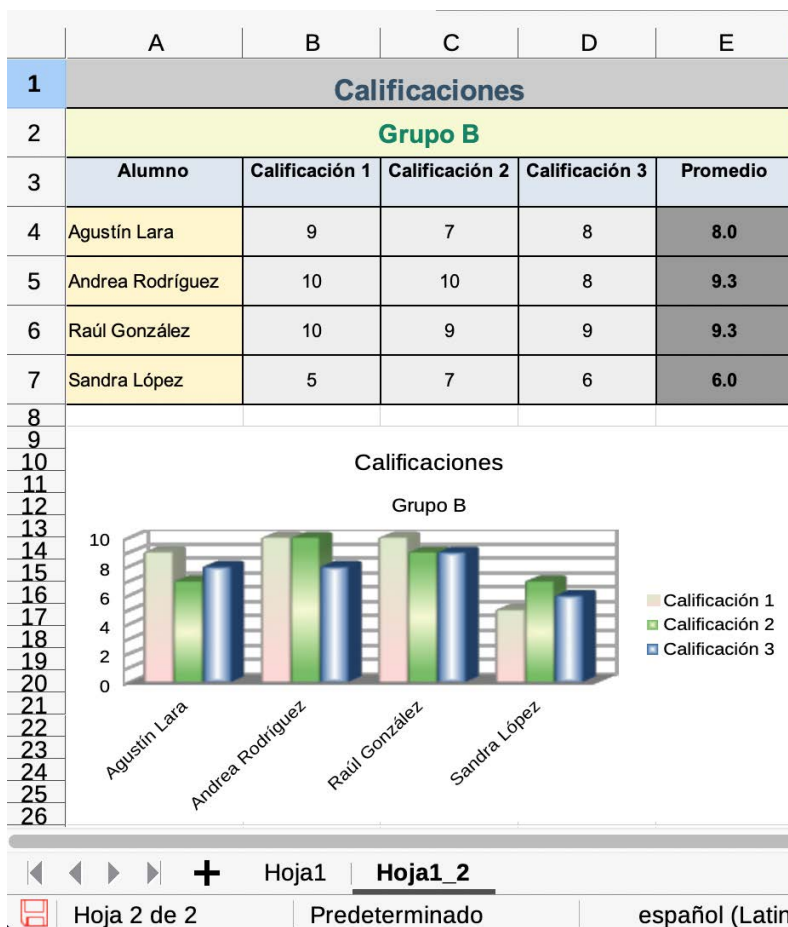 A B C D E
1 Calificaciones
2 Grupo B
3 Alumno Calificación 1 Calificación 2 Calificación 3 Promedio
4 Agustín Lara 9 7 8 8.0
5 Andrea Rodríguez 10 10 8 9.3
6 Raúl González 10 9 9 9.3
7 Sandra López 5 7 6 6.0
8
9
10
11
12
13
14
15
16
17
18
19
20
21
22
23
24
25
26
Calificaciones
Grupo B
10
8
6
4
2
0
Agustín Lara
Andrea Rodríguez
Raúl González
Sandra López
Calificación 1
Calificación 2
Calificación 3
Hoja1 Hoja1_2
Hoja 2 de 2 Predeterminado español (Latin